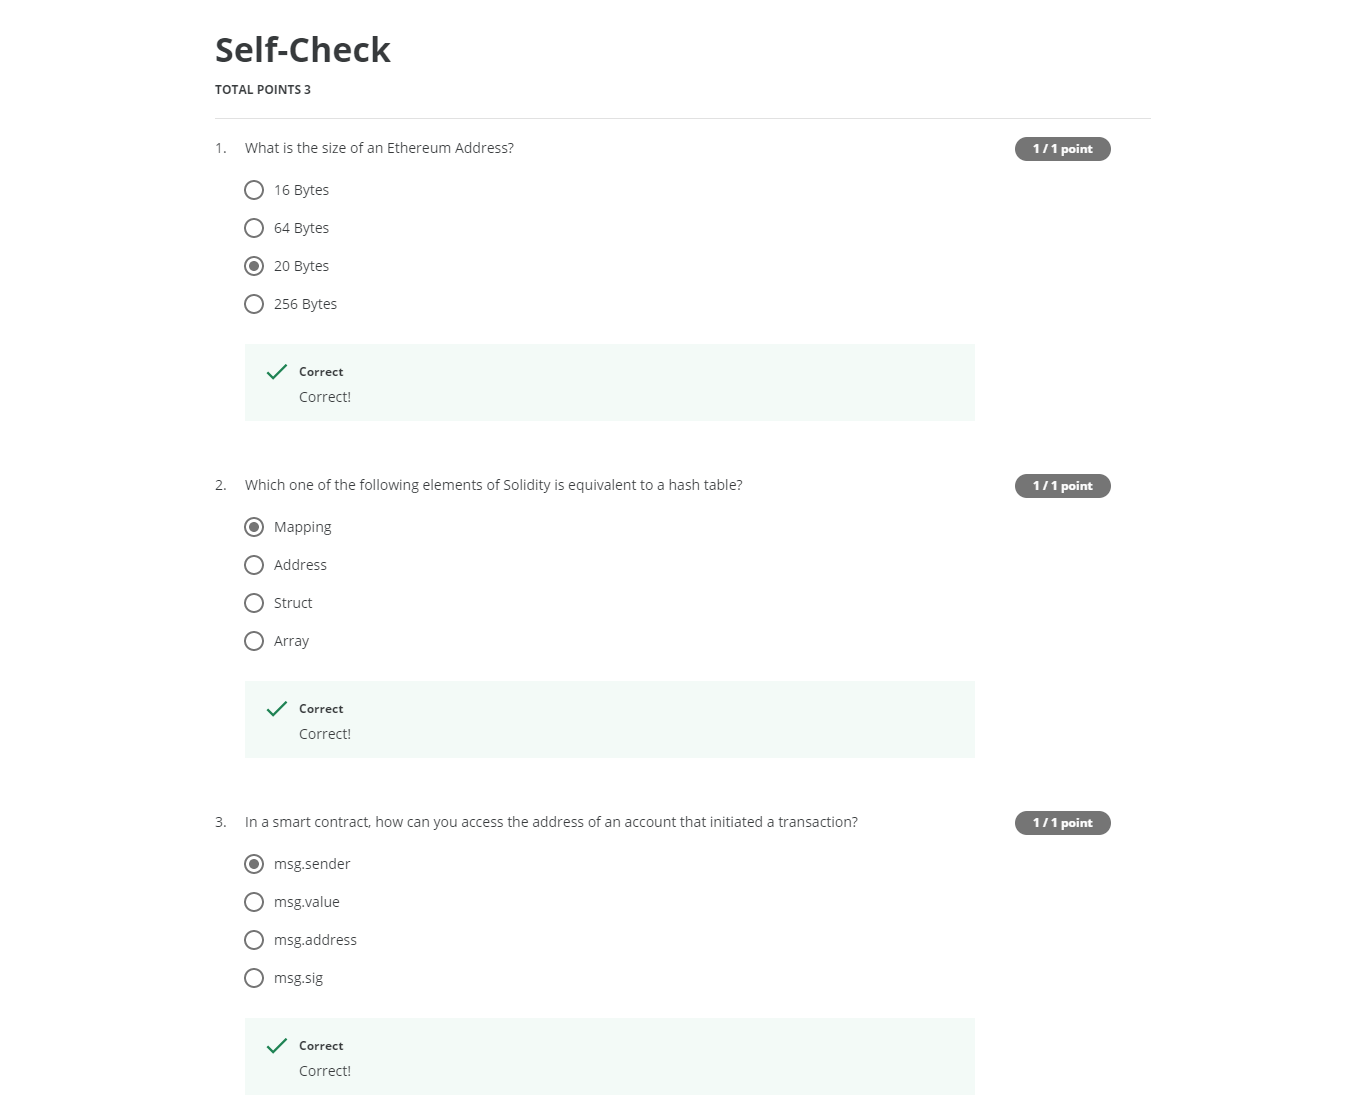 Self-Check
TOTAL POINTS 3
1. What is the size of an Ethereum Address? 1 / 1 point
16 Bytes
64 Bytes
20 Bytes
256 Bytes
Correct
Correct!
2. Which one of the following elements of Solidity is equivalent to a hash table? 1 / 1 point
Mapping
Address
Struct
Array
Correct
Correct!
3. In a smart contract, how can you access the address of an account that initiated a transaction? 1 / 1 point
msg.sender
msg.value
msg.address
msg.sig
Correct
Correct!